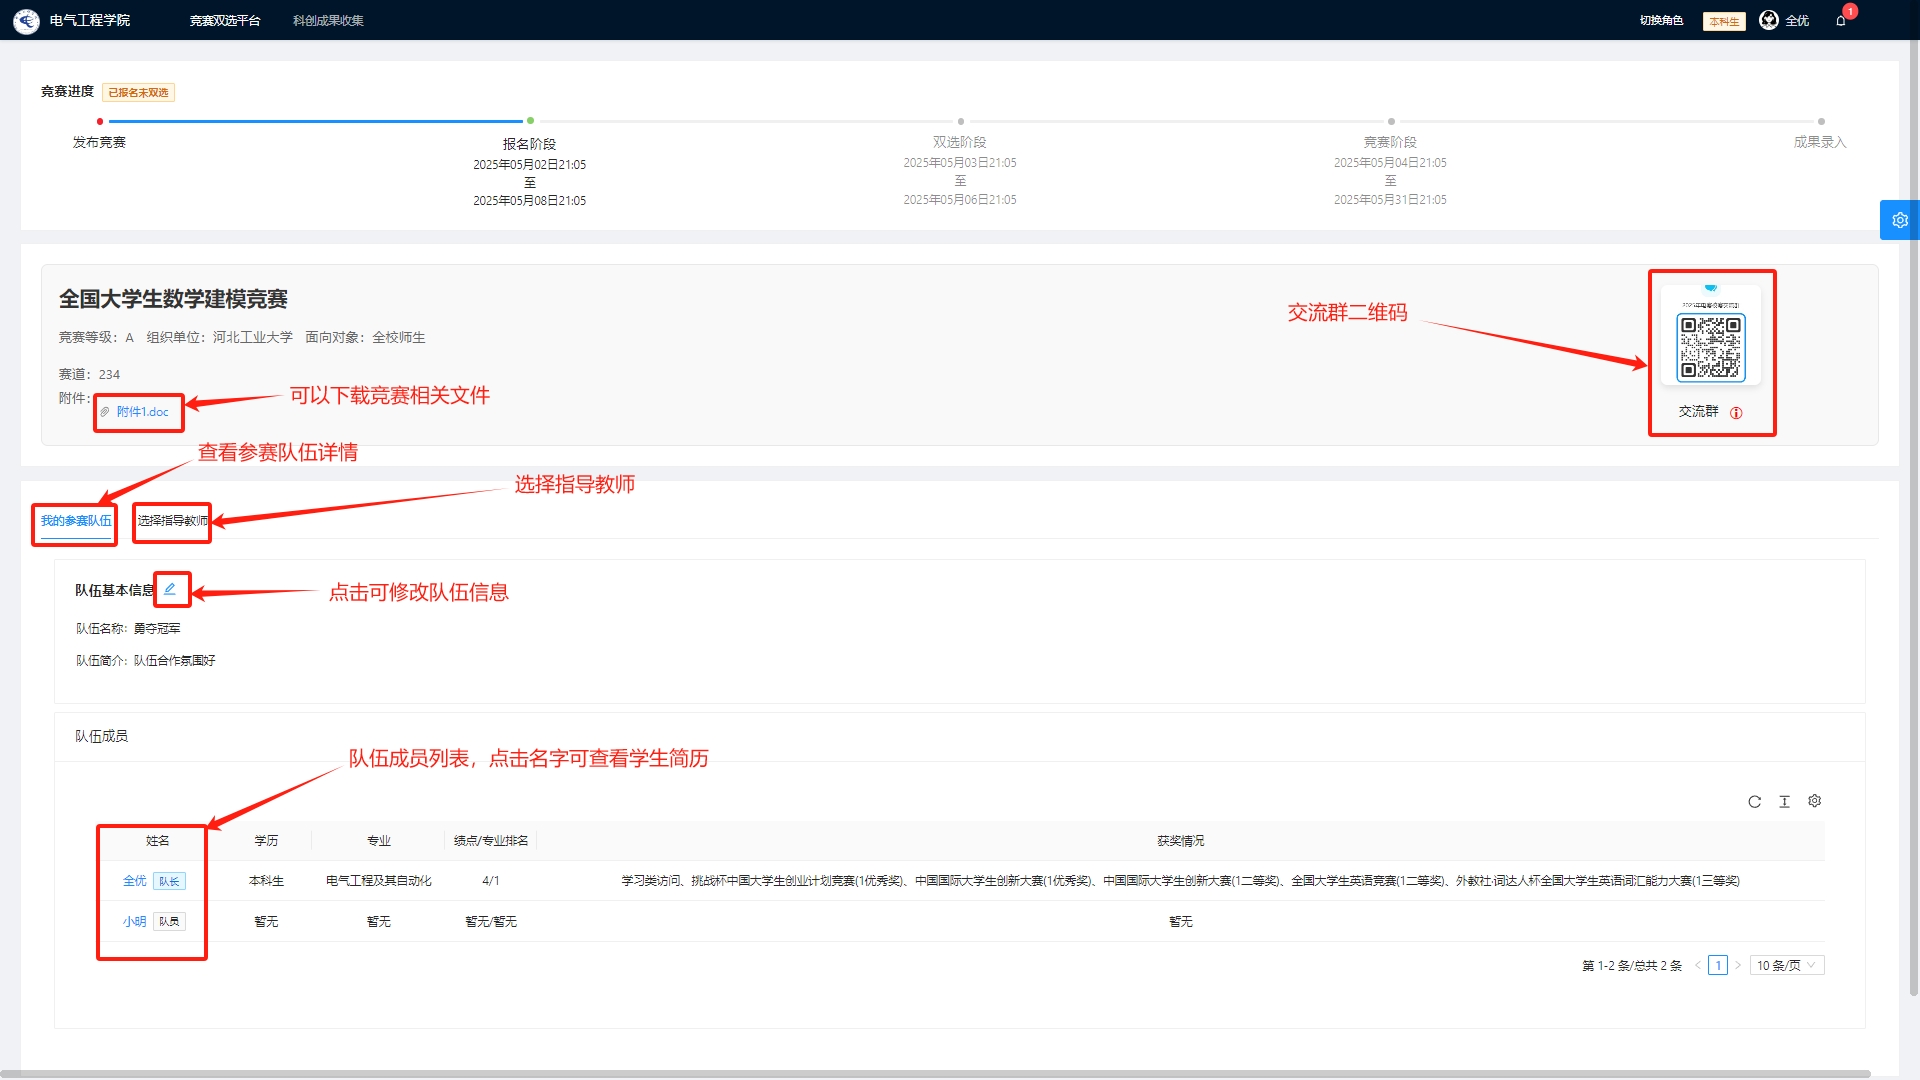 电气工程学院 竞赛双选平台 科创成果收集 切换角色 本科生 全优 1
竞赛进度 已报名未双选
发布竞赛 报名阶段 双选阶段 竞赛阶段 成果录入
2025年05月02日21:05 2025年05月03日21:05 2025年05月04日21:05
至 至 至
2025年05月08日21:05 2025年05月06日21:05 2025年05月31日21:05
全国大学生数学建模竞赛
交流群二维码
竞赛等级：A 组织单位：河北工业大学 面向对象：全校师生
赛道：234
附件：
附件1.doc
可以下载竞赛相关文件
交流群
查看参赛队伍详情
选择指导教师
我的参赛队伍 选择指导教师
队伍基本信息
点击可修改队伍信息
队伍名称：勇夺冠军
队伍简介：队伍合作氛围好
队伍成员
队伍成员列表，点击名字可查看学生简历
姓名 学历 专业 绩点/专业排名 获奖情况
全优 队长 本科生 电气工程及其自动化 4/1 学习类访问、挑战杯中国大学生创业计划竞赛(1优秀奖)、中国国际大学生创新大赛(1优秀奖)、中国国际大学生创新大赛(1二等奖)、全国大学生英语竞赛(1二等奖)、外教社·词达人杯全国大学生英语词汇能力大赛(1三等奖)
小明 队员 暂无 暂无 暂无/暂无 暂无
第 1-2 条/总共 2 条 < 1 > 10 条/页